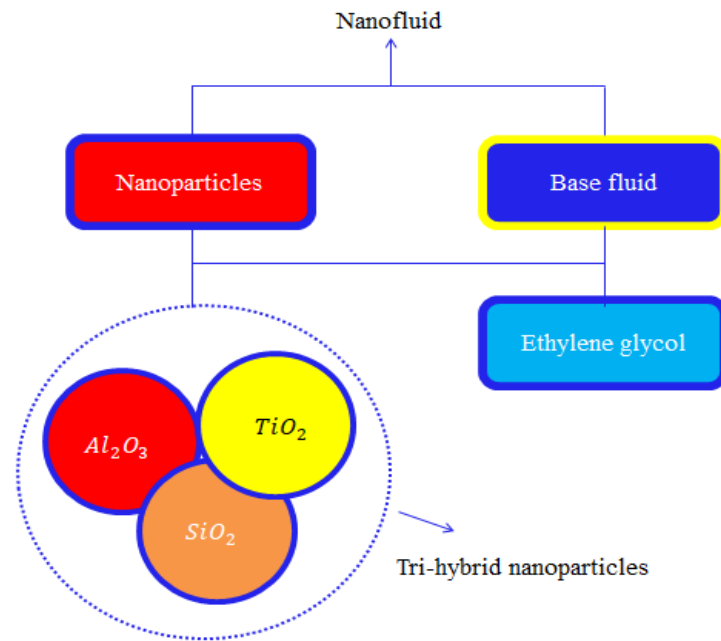 Nanofluid
Nanoparticles
Base fluid
Ethylene glycol
Al₂O₃
TiO₂
SiO₂
Tri-hybrid nanoparticles